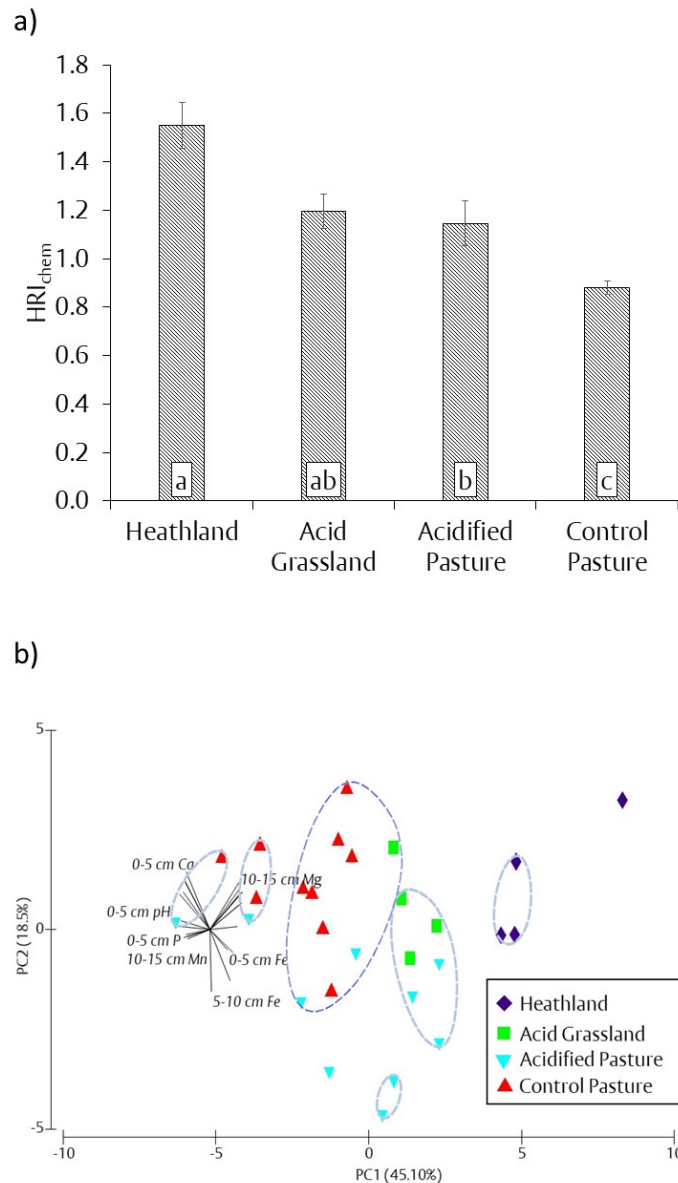 a)
1.8
1.6
1.4
1.2
1.0
0.8
0.6
0.4
0.2
0.0
HRIchem
a
ab
b
c
Heathland
Acid
Grassland
Acidified
Pasture
Control
Pasture
b)
5
0
-5
PC2 (18.5%)
0-5 cm Ca
10-15 cm Mg
0-5 cm pH
0-5 cm P
0-5 cm Fe
10-15 cm Mn
5-10 cm Fe
Heathland
Acid Grassland
Acidified Pasture
Control Pasture
-10
-5
0
5
10
PC1 (45.10%)